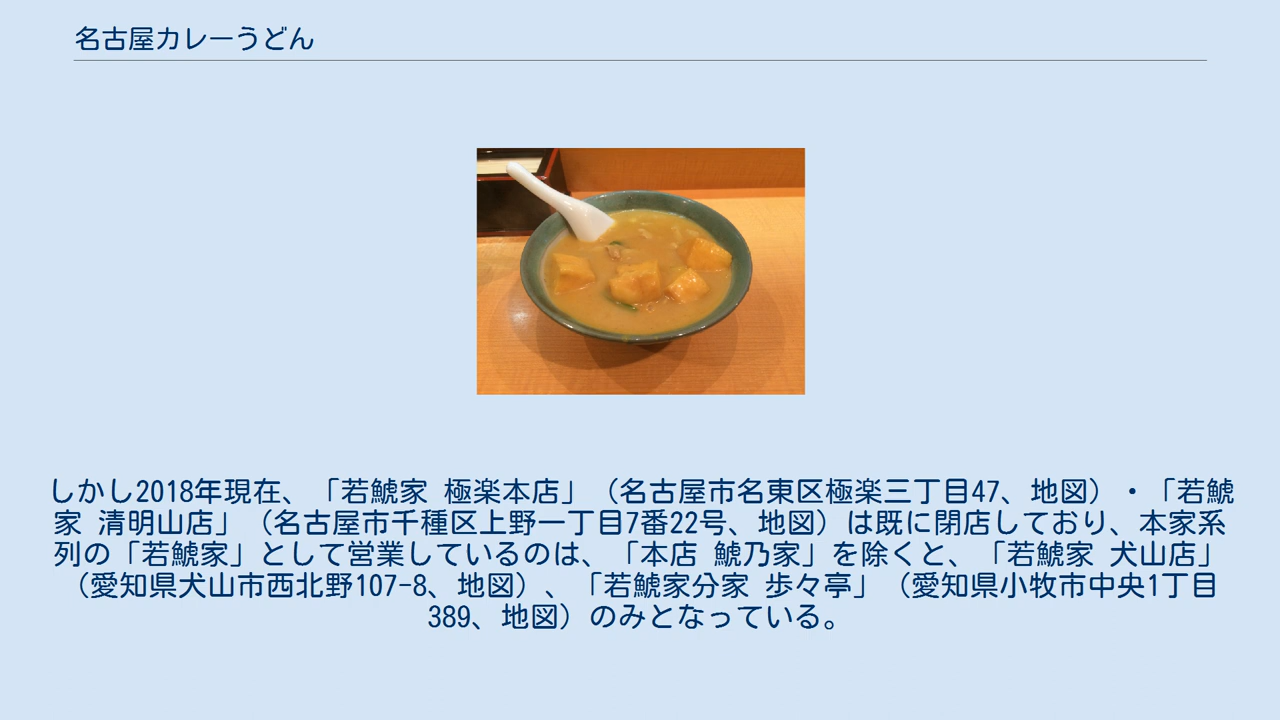 名古屋カレーうどん
しかし2018年現在、「若鯱家 極楽本店」（名古屋市名東区極楽三丁目47、地図）・「若鯱
家 清明山店」（名古屋市千種区上野一丁目7番22号、地図）は既に閉店しており、本家系
列の「若鯱家」として営業しているのは、「本店 鯱乃家」を除くと、「若鯱家 犬山店」
（愛知県犬山市西北野107-8、地図）、「若鯱家分家 歩々亭」（愛知県小牧市中央1丁目
389、地図）のみとなっている。